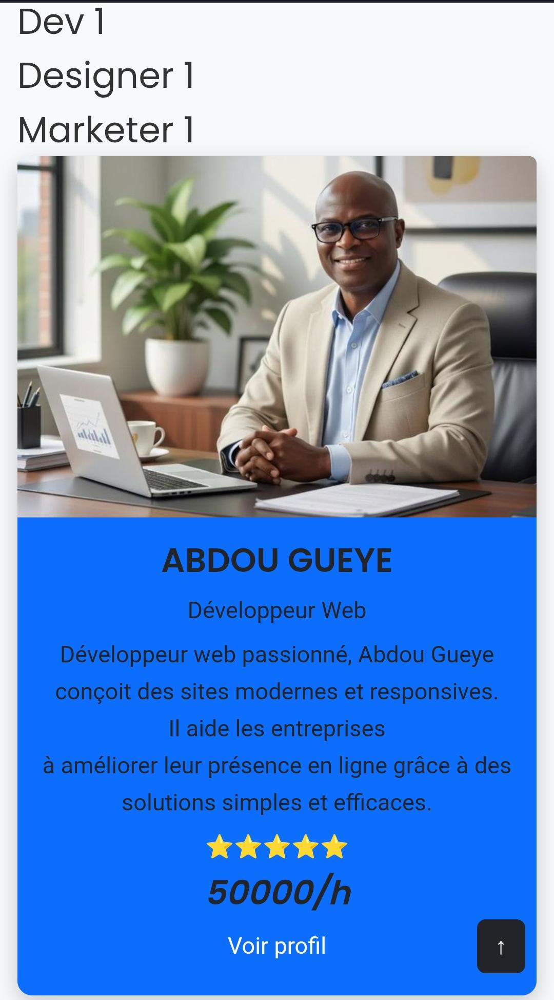 Dev 1
Designer 1
Marketer 1
ABDOU GUEYE
Développeur Web
Développeur web passionné, Abdou Gueye
conçoit des sites modernes et responsives.
Il aide les entreprises
à améliorer leur présence en ligne grâce à des
solutions simples et efficaces.
⭐⭐⭐⭐⭐
50000/h
Voir profil
↑